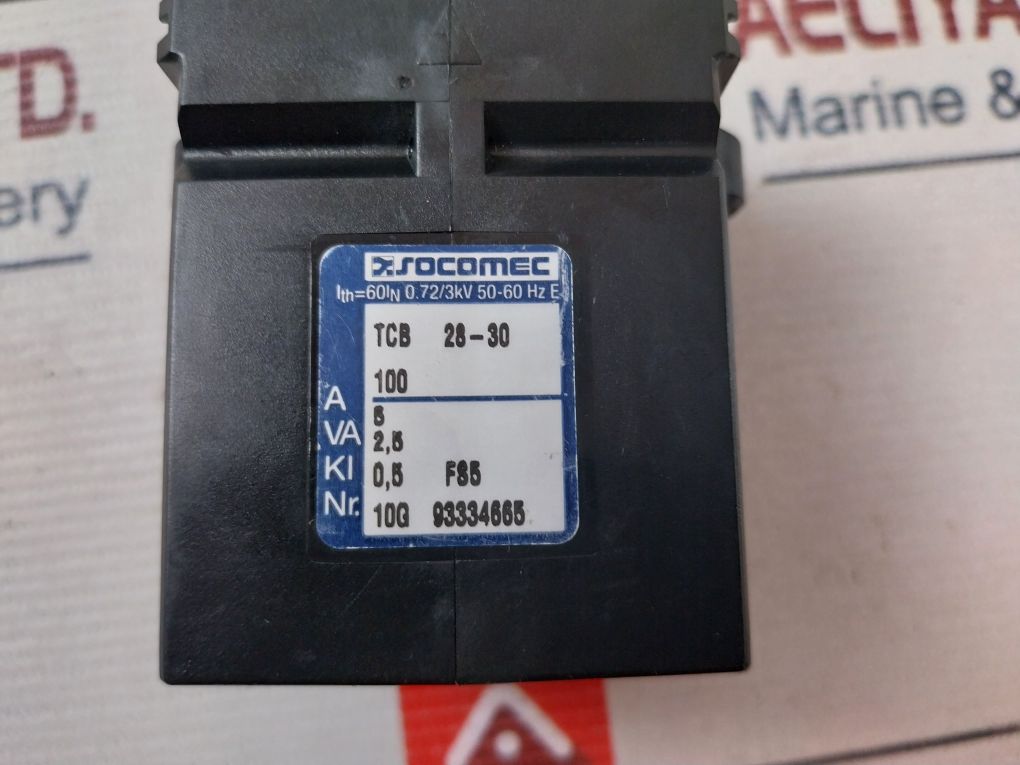 TD.
ery
AELIYA
Marine &
SOCOMEC
Ith=60IN 0.72/3kV 50-60 Hz E
TCB 28-30
A 100
5
VA 2,5
Kl 0,5 FS5
Nr. 10G 93334665